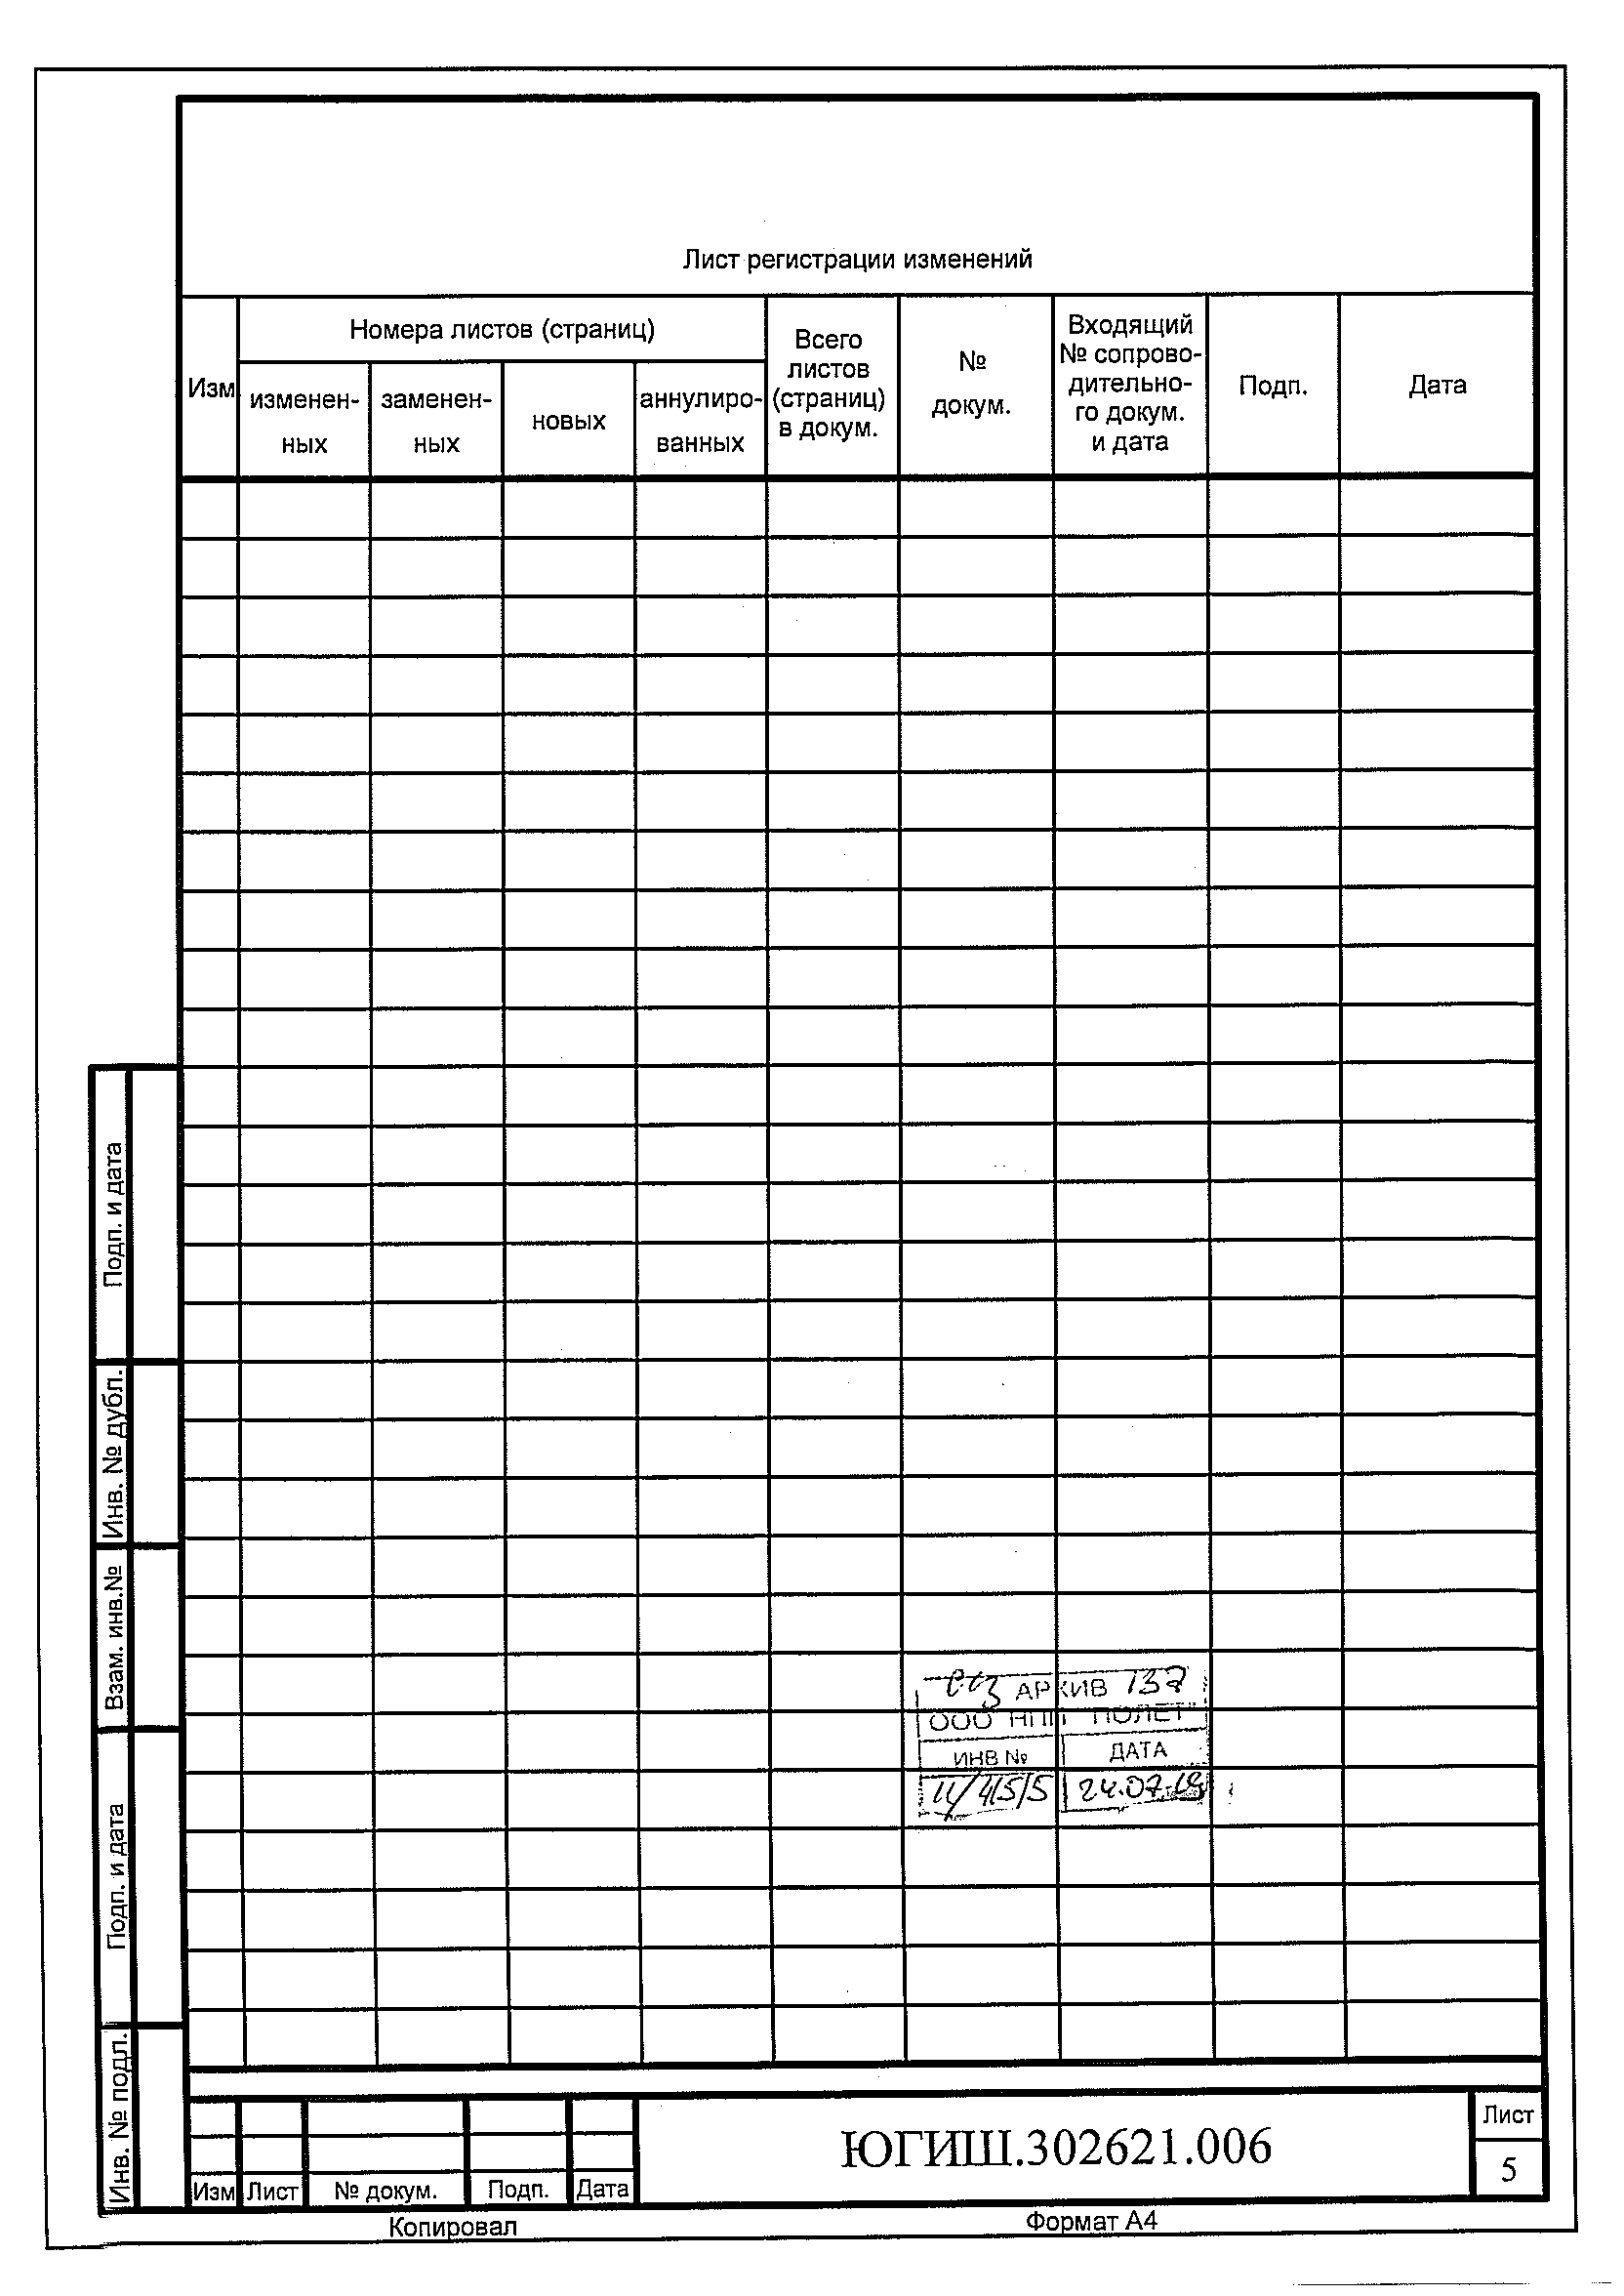 Лист регистрации изменений
Изм
Номера листов (страниц)
изменен-
ных
заменен-
ных
новых
аннулиро-
ванных
Всего
листов
(страниц)
в докум.
№
докум.
Входящий
№ сопрово-
дительно-
го докум.
и дата
Подп.
Дата
Подп. и дата
Инв. № дубл.
Взам. инв.№
Подп. и дата
Инв. № подл.
АРХИВ 137
ООО НПП "ПОЛЕТ"
ИНВ №
ДАТА
24.07.19
Изм
Лист
№ докум.
Подп.
Дата
ЮГИШ.302621.006
Лист
5
Копировал
Формат А4